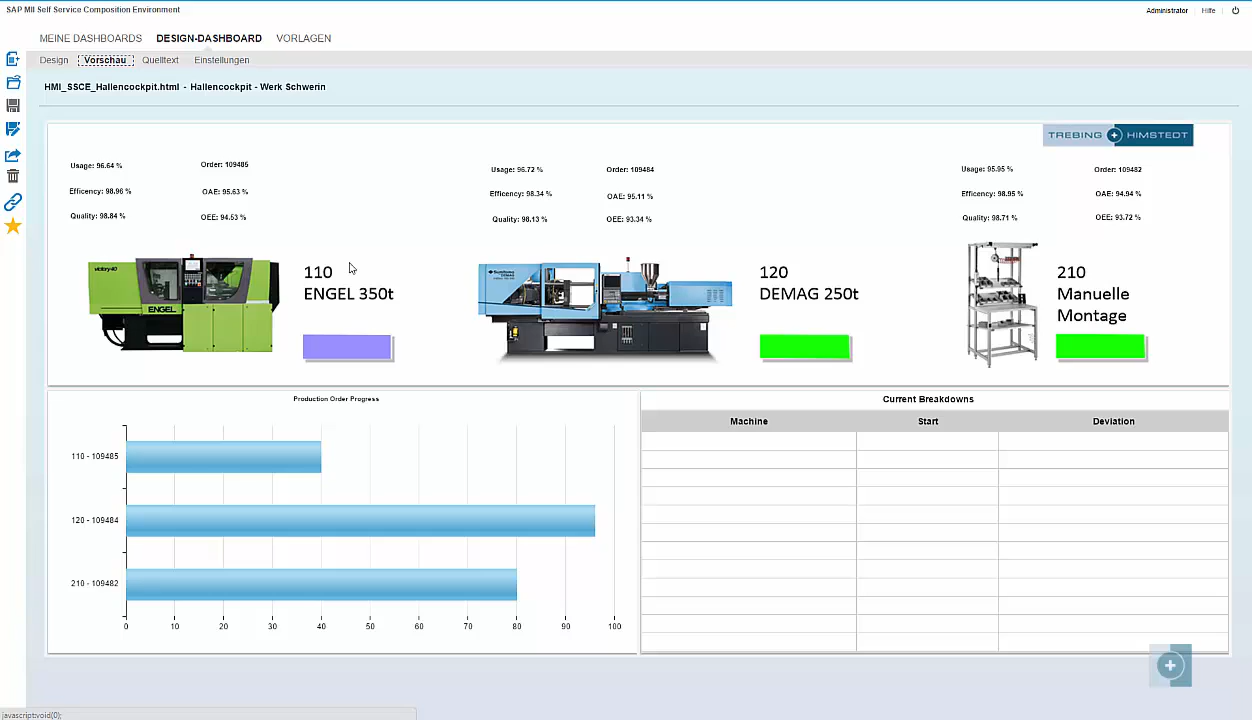 SAP MII Self Service Composition Environment
Administrator Hilfe
MEINE DASHBOARDS DESIGN-DASHBOARD VORLAGEN
Design Vorschau Quelltext Einstellungen
HMI_SSCE_Hallencockpit.html - Hallencockpit - Werk Schwerin
TREBING + HIMSTEDT
Usage: 96.64 % Order: 109485
Efficency: 98.96 % OAE: 95.63 %
Quality: 98.84 % OEE: 94.53 %
Usage: 96.72 % Order: 109484
Efficency: 98.34 % OAE: 95.11 %
Quality: 98.13 % OEE: 93.34 %
Usage: 95.95 % Order: 109482
Efficency: 98.95 % OAE: 94.94 %
Quality: 98.71 % OEE: 93.72 %
victory 40
ENGEL
110
ENGEL 350t
Sumitomo
DEMAG
120
DEMAG 250t
210
Manuelle
Montage
Production Order Progress
110 - 109485
120 - 109484
210 - 109482
0 10 20 30 40 50 60 70 80 90 100
Current Breakdowns
Machine Start Deviation
javascript:void(0);